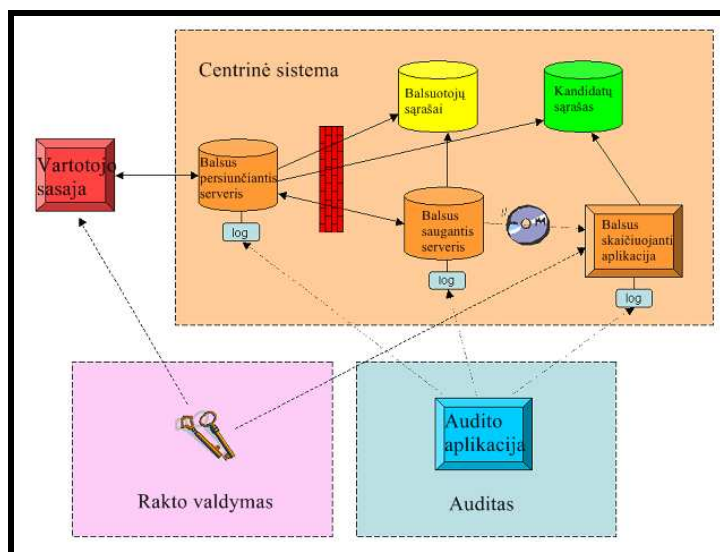 Centrinė sistema
Balsuotojų
sąrašai
Kandidatų
sąrašas
Vartotojo
sasaja
Balsus
persiunčiantis
serveris
Balsus
saugantis
serveris
Balsus
skaičiuojanti
aplikacija
log
log
log
Audito
aplikacija
Rakto valdymas
Auditas